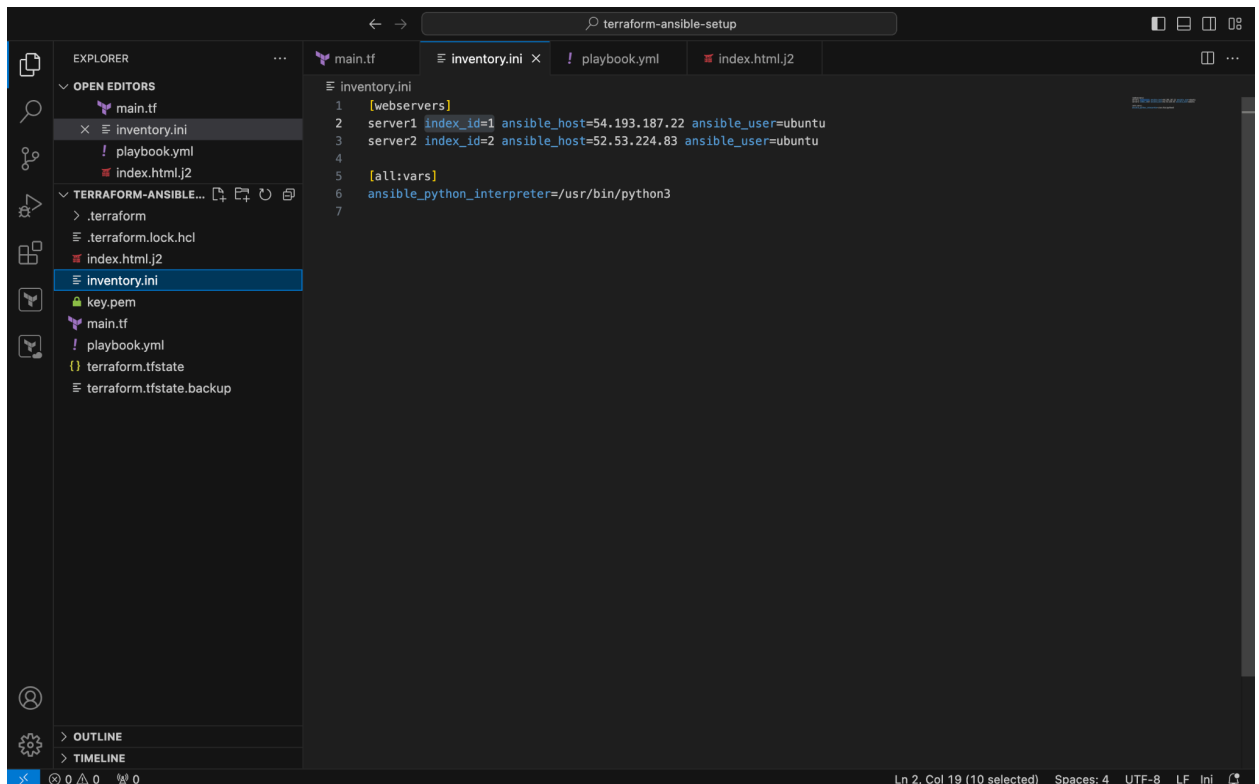 terraform-ansible-setup
EXPLORER
OPEN EDITORS
main.tf
inventory.ini
playbook.yml
index.html.j2
TERRAFORM-ANSIBLE...
.terraform
.terraform.lock.hcl
index.html.j2
inventory.ini
key.pem
main.tf
playbook.yml
terraform.tfstate
terraform.tfstate.backup
OUTLINE
TIMELINE
main.tf inventory.ini playbook.yml index.html.j2
inventory.ini
1 [webservers]
2 server1 index_id=1 ansible_host=54.193.187.22 ansible_user=ubuntu
3 server2 index_id=2 ansible_host=52.53.224.83 ansible_user=ubuntu
4
5 [all:vars]
6 ansible_python_interpreter=/usr/bin/python3
7
0 0 0 Ln 2, Col 19 (10 selected) Spaces: 4 UTF-8 LF Ini